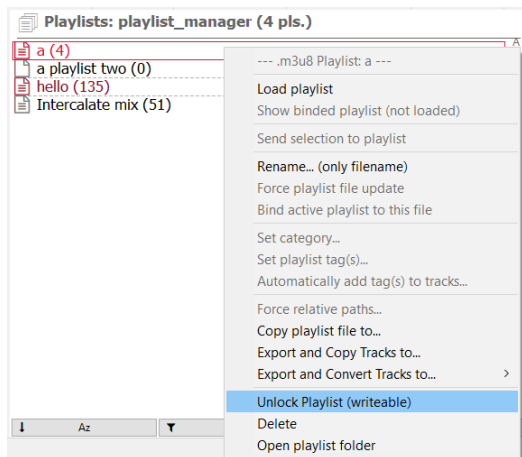 Playlists: playlist_manager (4 pls.)
A
a (4)
a playlist two (0)
hello (135)
Intercalate mix (51)
--- .m3u8 Playlist: a ---
Load playlist
Show binded playlist (not loaded)
Send selection to playlist
Rename... (only filename)
Force playlist file update
Bind active playlist to this file
Set category...
Set playlist tag(s)...
Automatically add tag(s) to tracks...
Force relative paths...
Copy playlist file to...
Export and Copy Tracks to...
Export and Convert Tracks to...
Unlock Playlist (writeable)
Delete
Open playlist folder
Az